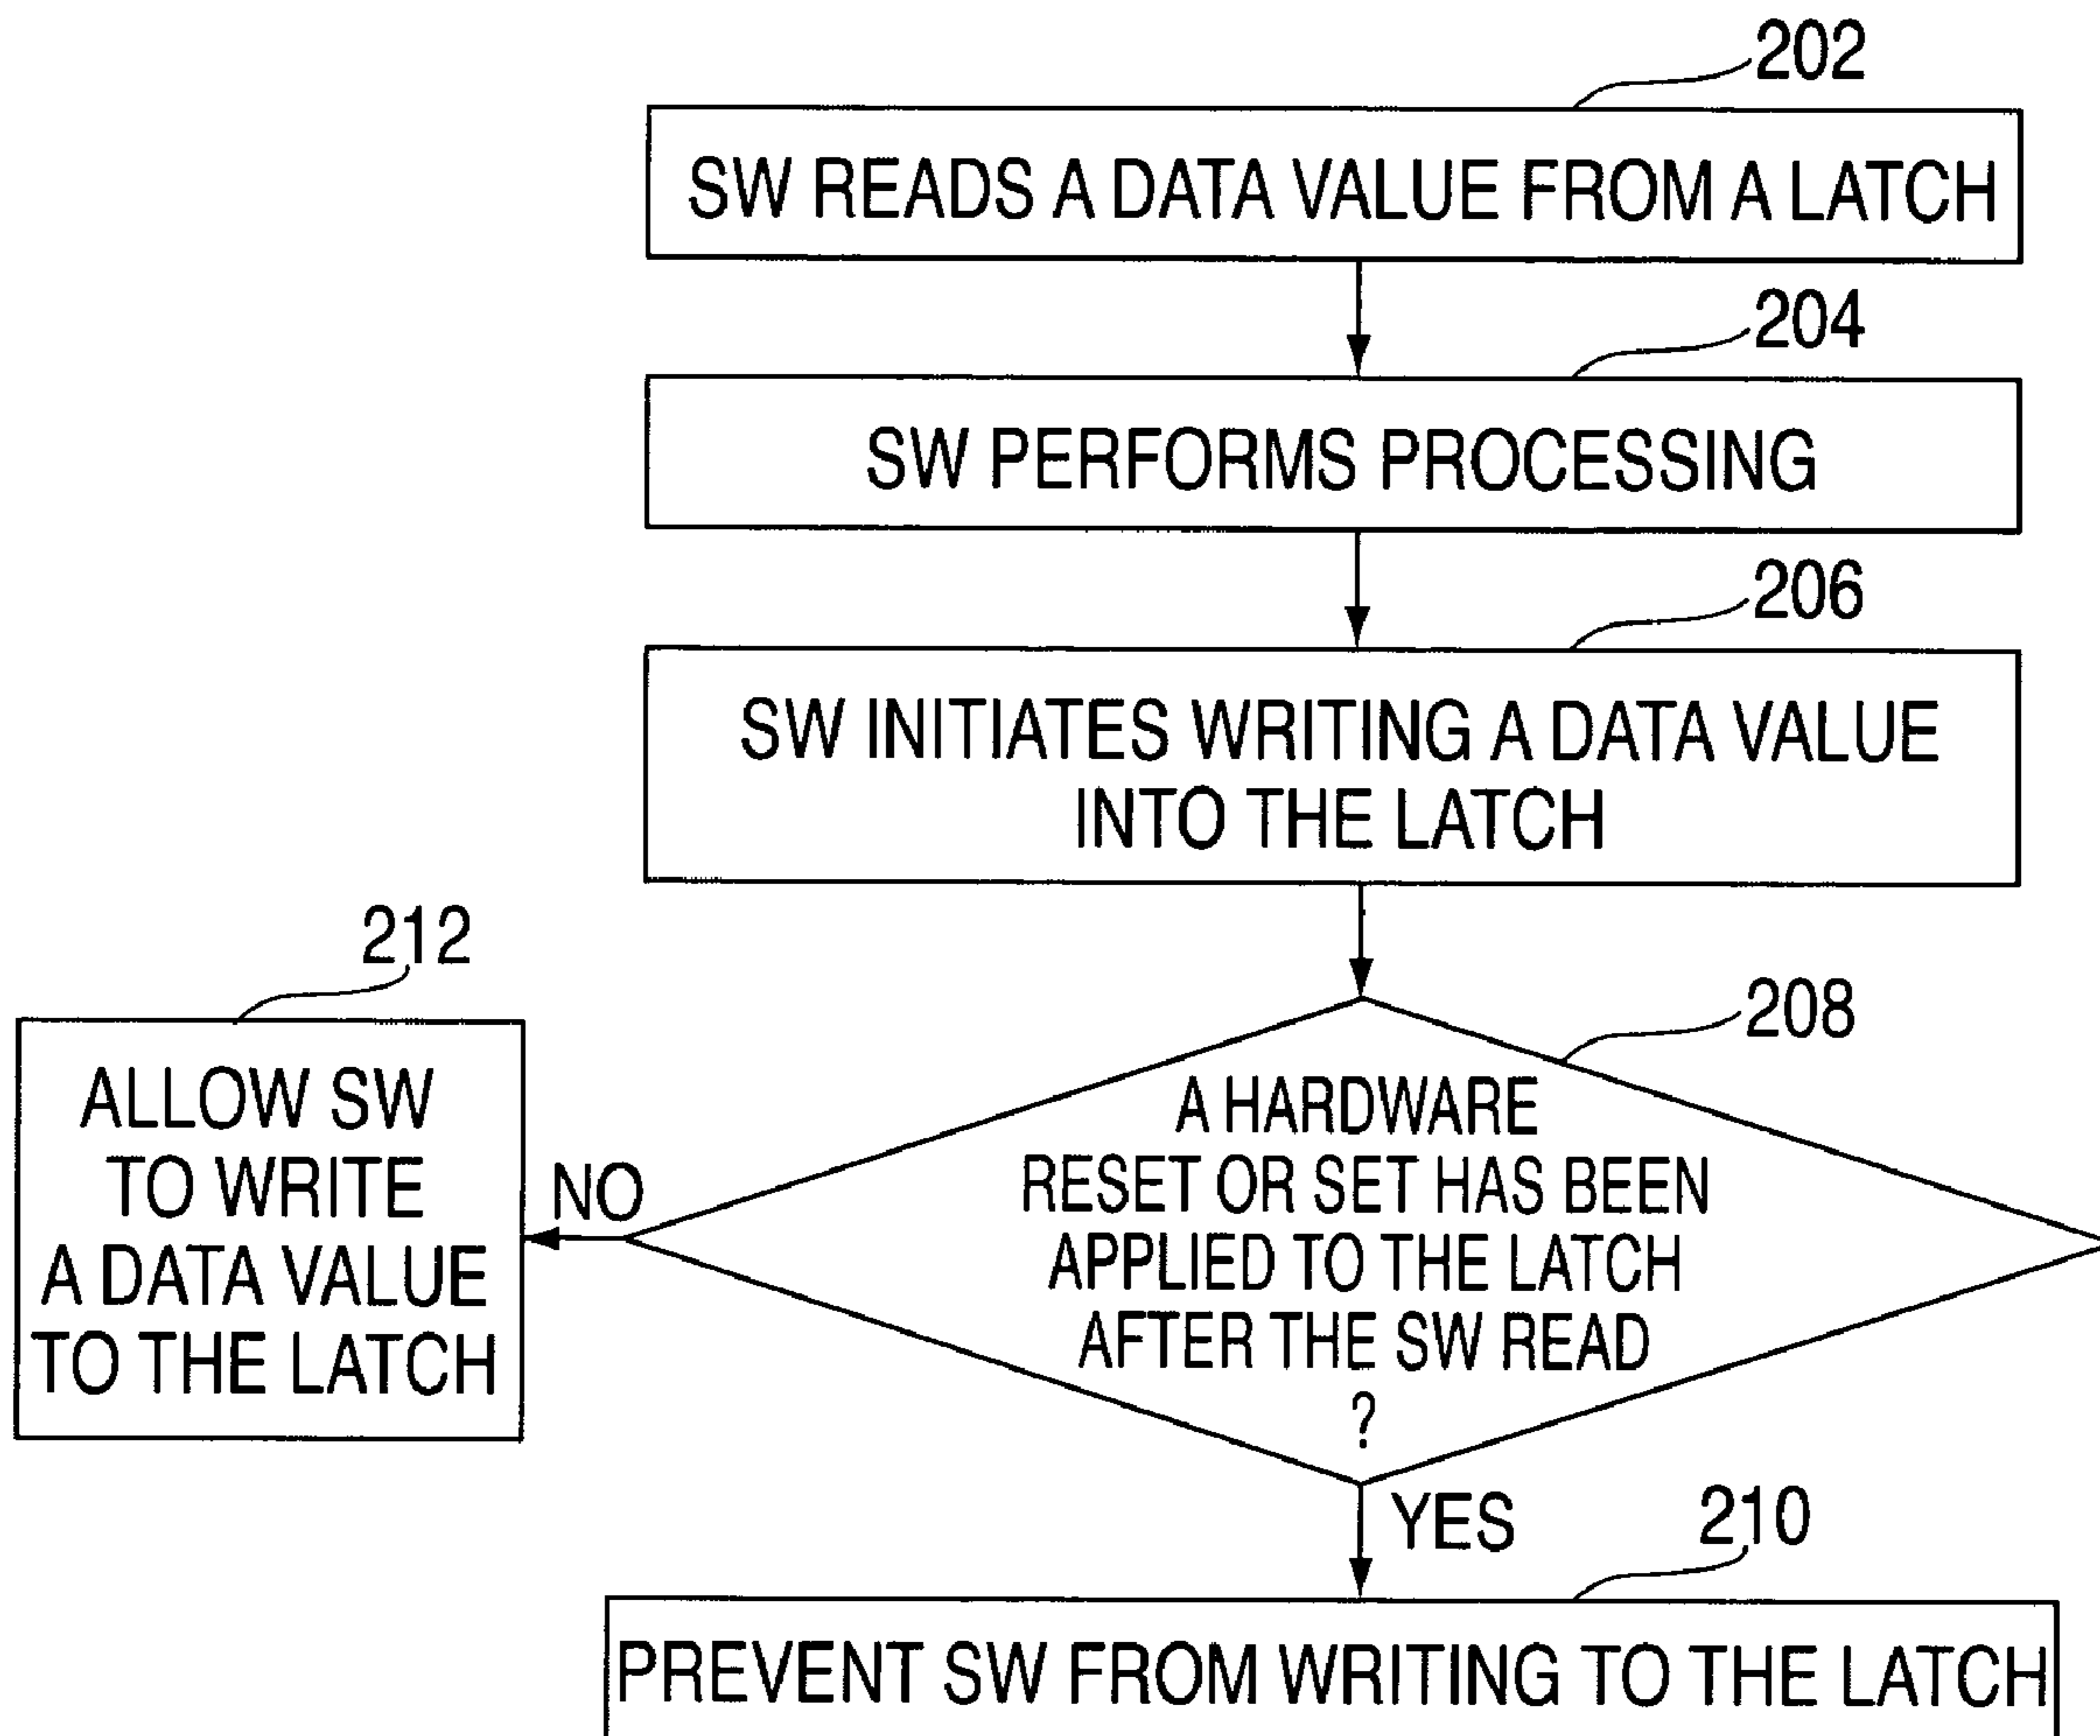 202
SW READS A DATA VALUE FROM A LATCH
204
SW PERFORMS PROCESSING
206
SW INITIATES WRITING A DATA VALUE
INTO THE LATCH
212
ALLOW SW
TO WRITE
A DATA VALUE
TO THE LATCH
NO
208
A HARDWARE
RESET OR SET HAS BEEN
APPLIED TO THE LATCH
AFTER THE SW READ
?
YES
210
PREVENT SW FROM WRITING TO THE LATCH